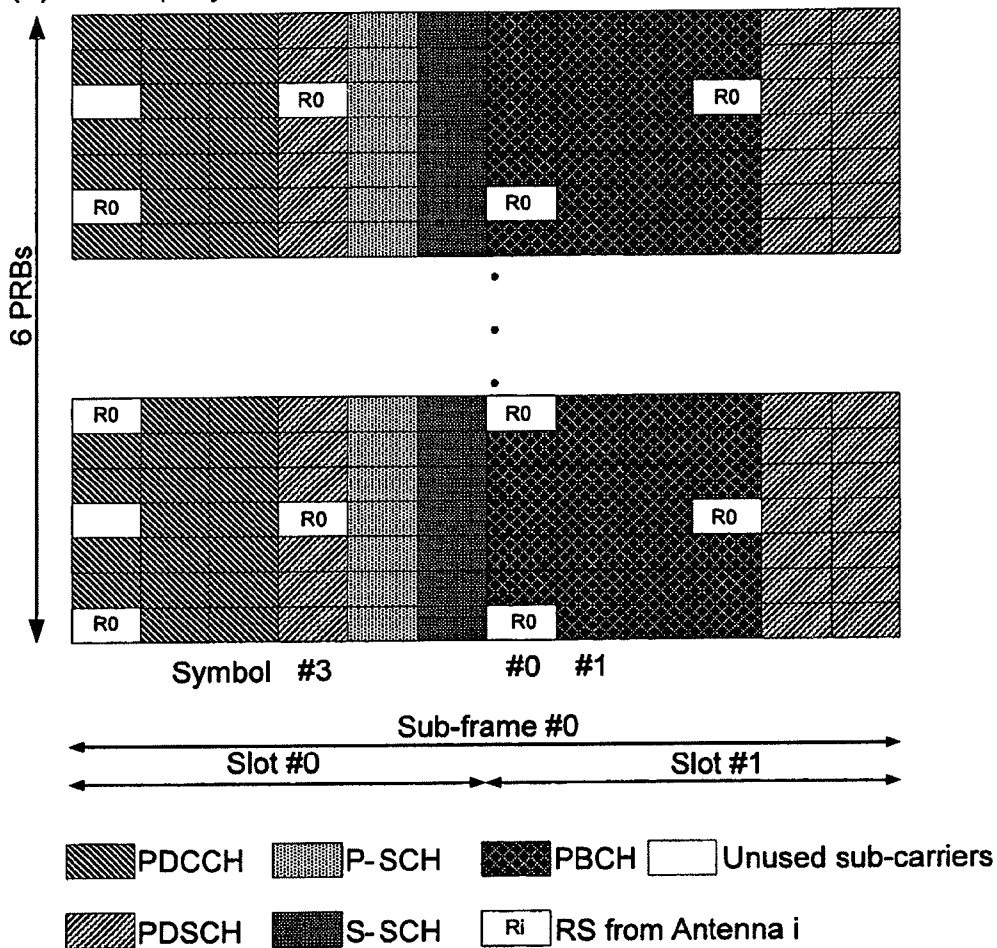 R0
R0
R0
R0
6 PRBs
R0
R0
R0
R0
R0
R0
Symbol #3 #0 #1
Sub-frame #0
Slot #0 Slot #1
PDCCH P-SCH PBCH Unused sub-carriers
PDSCH S-SCH Ri RS from Antenna i